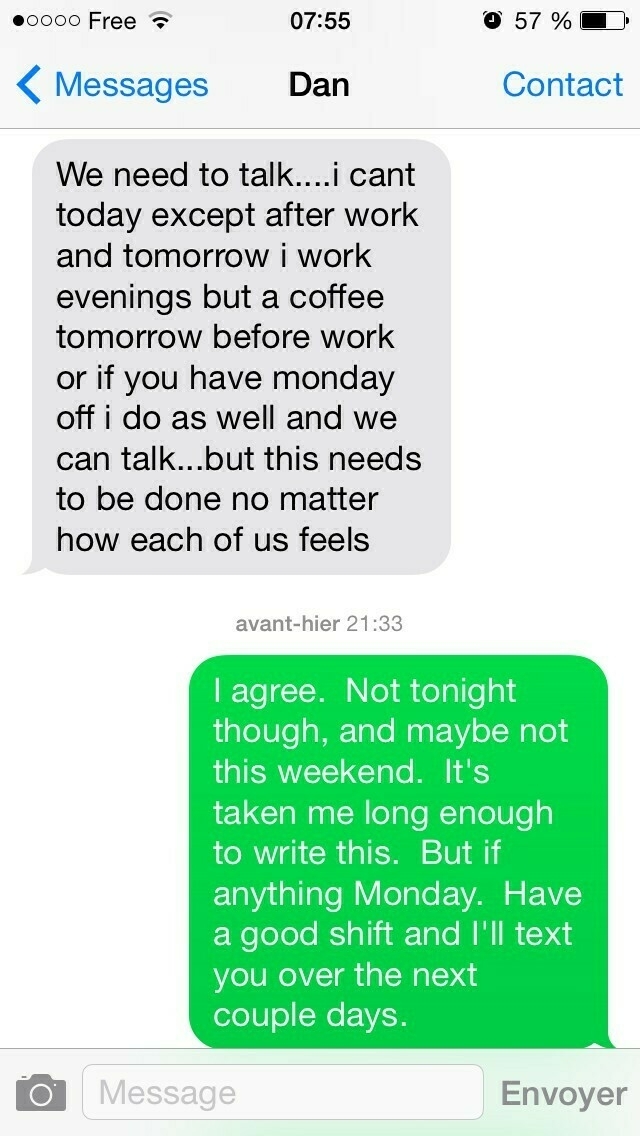 Free 07:55 57 %
Messages Dan Contact
We need to talk....i cant
today except after work
and tomorrow i work
evenings but a coffee
tomorrow before work
or if you have monday
off i do as well and we
can talk...but this needs
to be done no matter
how each of us feels
avant-hier 21:33
I agree.  Not tonight
though, and maybe not
this weekend.  It's
taken me long enough
to write this.  But if
anything Monday.  Have
a good shift and I'll text
you over the next
couple days.
Message Envoyer